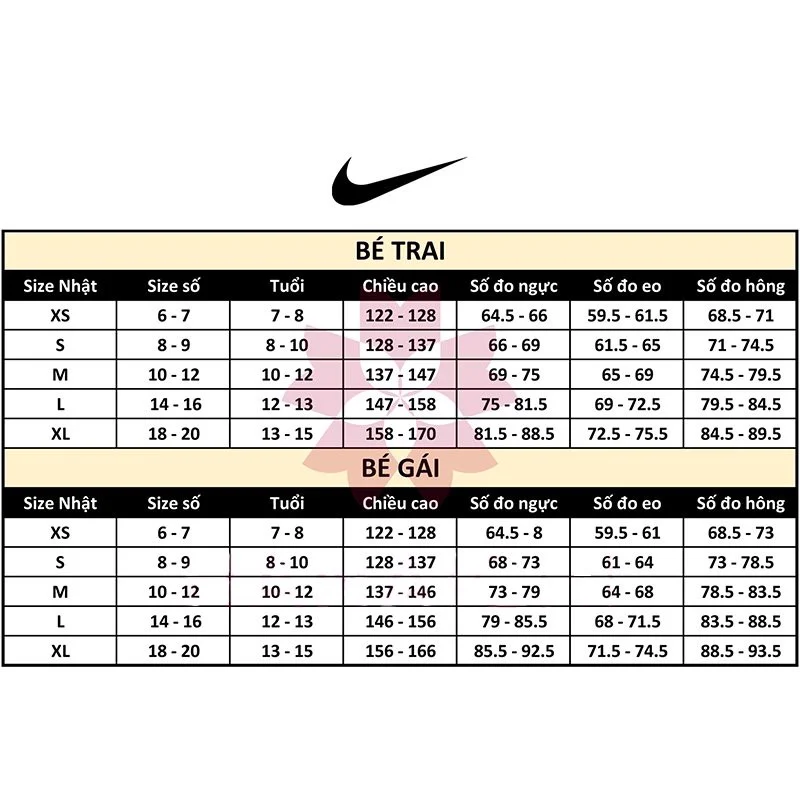 BÉ TRAI
Size Nhật Size số Tuổi Chiều cao Số đo ngực Số đo eo Số đo hông
XS 6 - 7 7 - 8 122 - 128 64.5 - 66 59.5 - 61.5 68.5 - 71
S 8 - 9 8 - 10 128 - 137 66 - 69 61.5 - 65 71 - 74.5
M 10 - 12 10 - 12 137 - 147 69 - 75 65 - 69 74.5 - 79.5
L 14 - 16 12 - 13 147 - 158 75 - 81.5 69 - 72.5 79.5 - 84.5
XL 18 - 20 13 - 15 158 - 170 81.5 - 88.5 72.5 - 75.5 84.5 - 89.5
BÉ GÁI
Size Nhật Size số Tuổi Chiều cao Số đo ngực Số đo eo Số đo hông
XS 6 - 7 7 - 8 122 - 128 64.5 - 8 59.5 - 61 68.5 - 73
S 8 - 9 8 - 10 128 - 137 68 - 73 61 - 64 73 - 78.5
M 10 - 12 10 - 12 137 - 146 73 - 79 64 - 68 78.5 - 83.5
L 14 - 16 12 - 13 146 - 156 79 - 85.5 68 - 71.5 83.5 - 88.5
XL 18 - 20 13 - 15 156 - 166 85.5 - 92.5 71.5 - 74.5 88.5 - 93.5